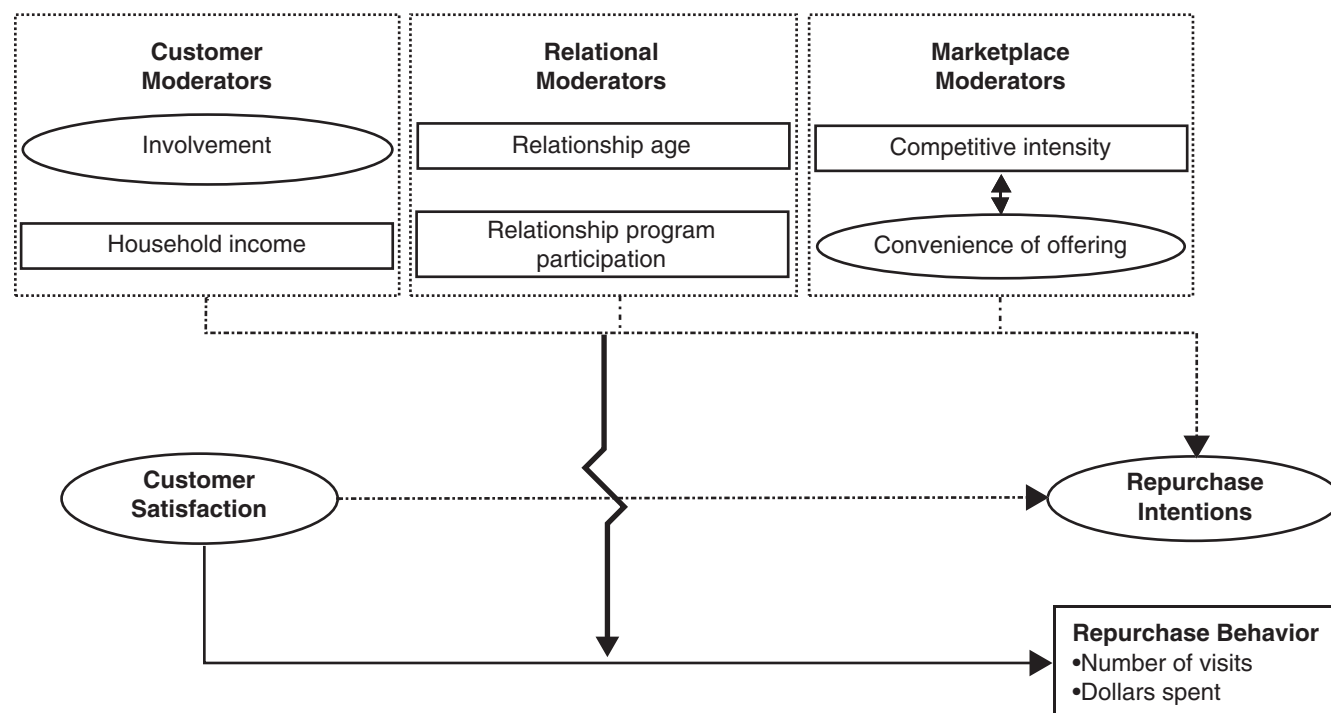 Customer
Moderators
Involvement
Household income
Relational
Moderators
Relationship age
Relationship program
participation
Marketplace
Moderators
Competitive intensity
Convenience of offering
Customer
Satisfaction
Repurchase
Intentions
Repurchase Behavior
•Number of visits
•Dollars spent